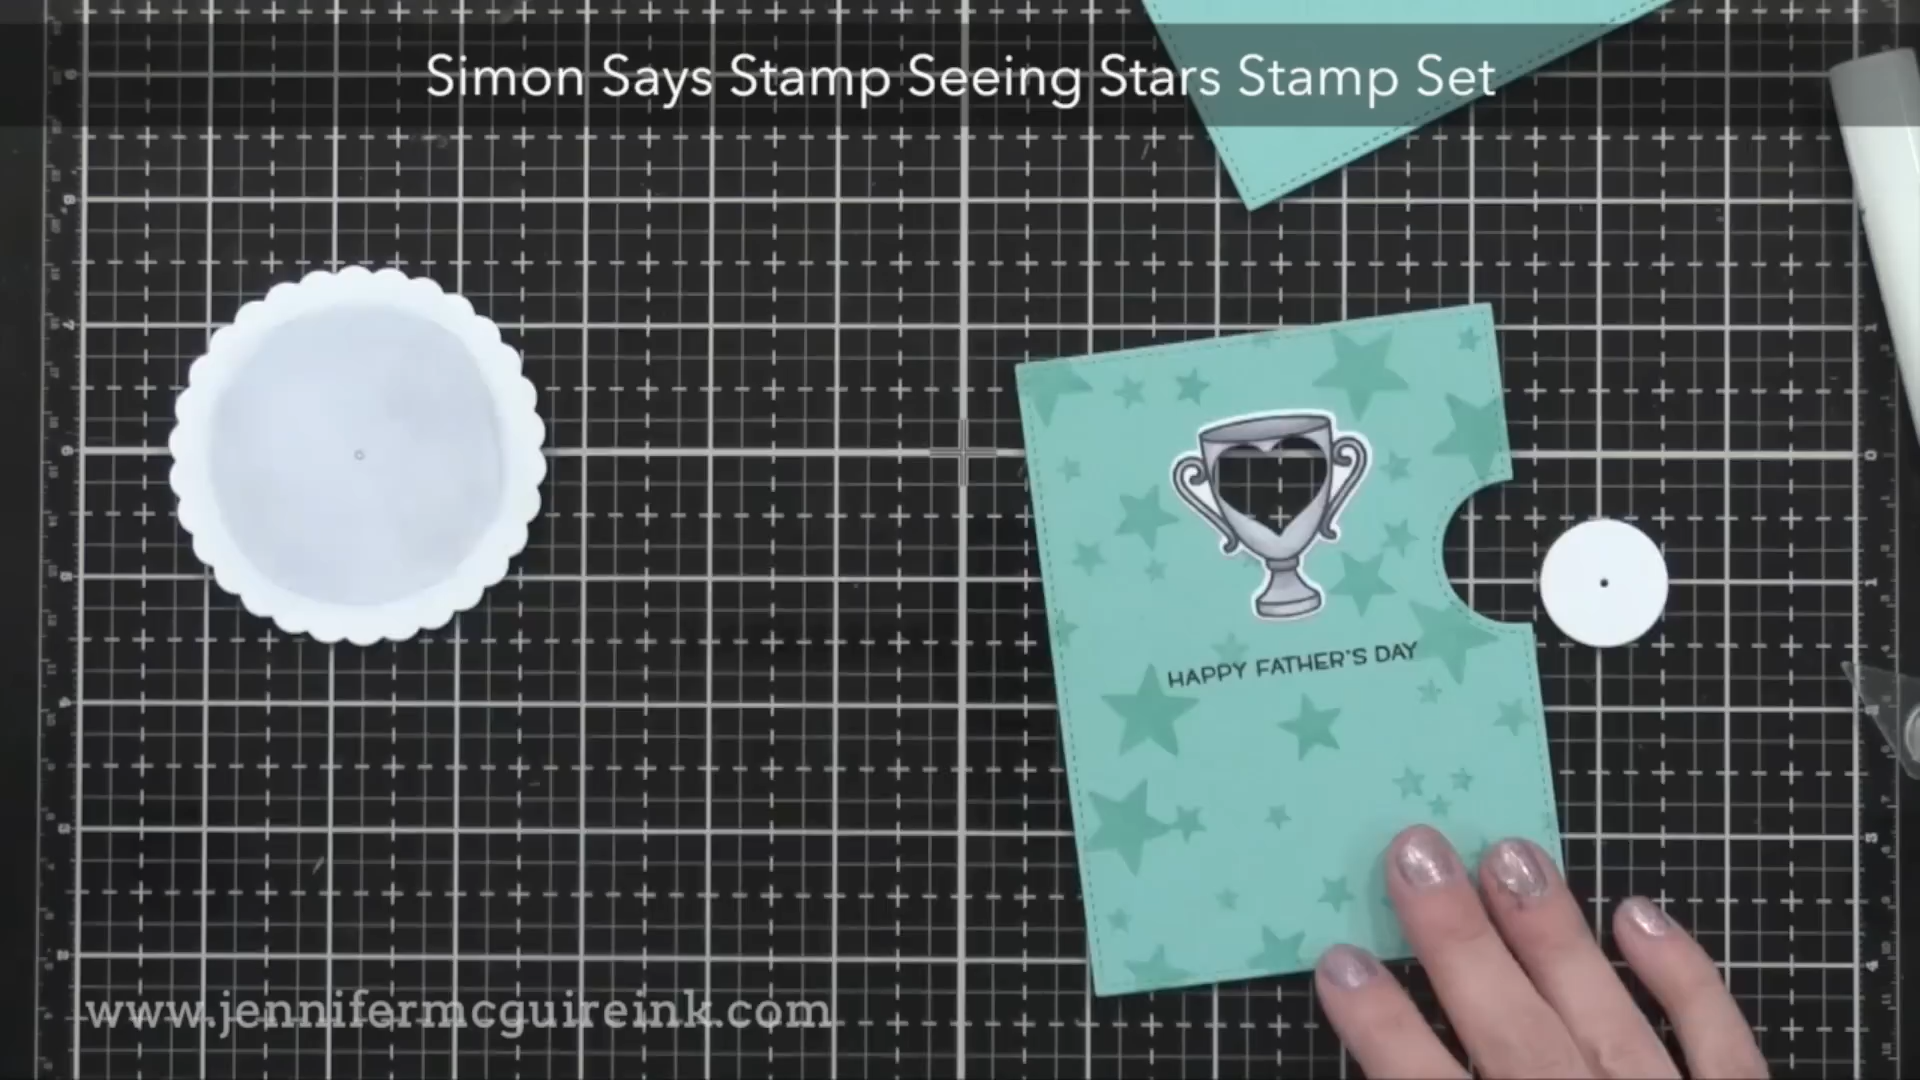 Simon Says Stamp Seeing Stars Stamp Set
HAPPY FATHER'S DAY
www.jennifermcguireink.com